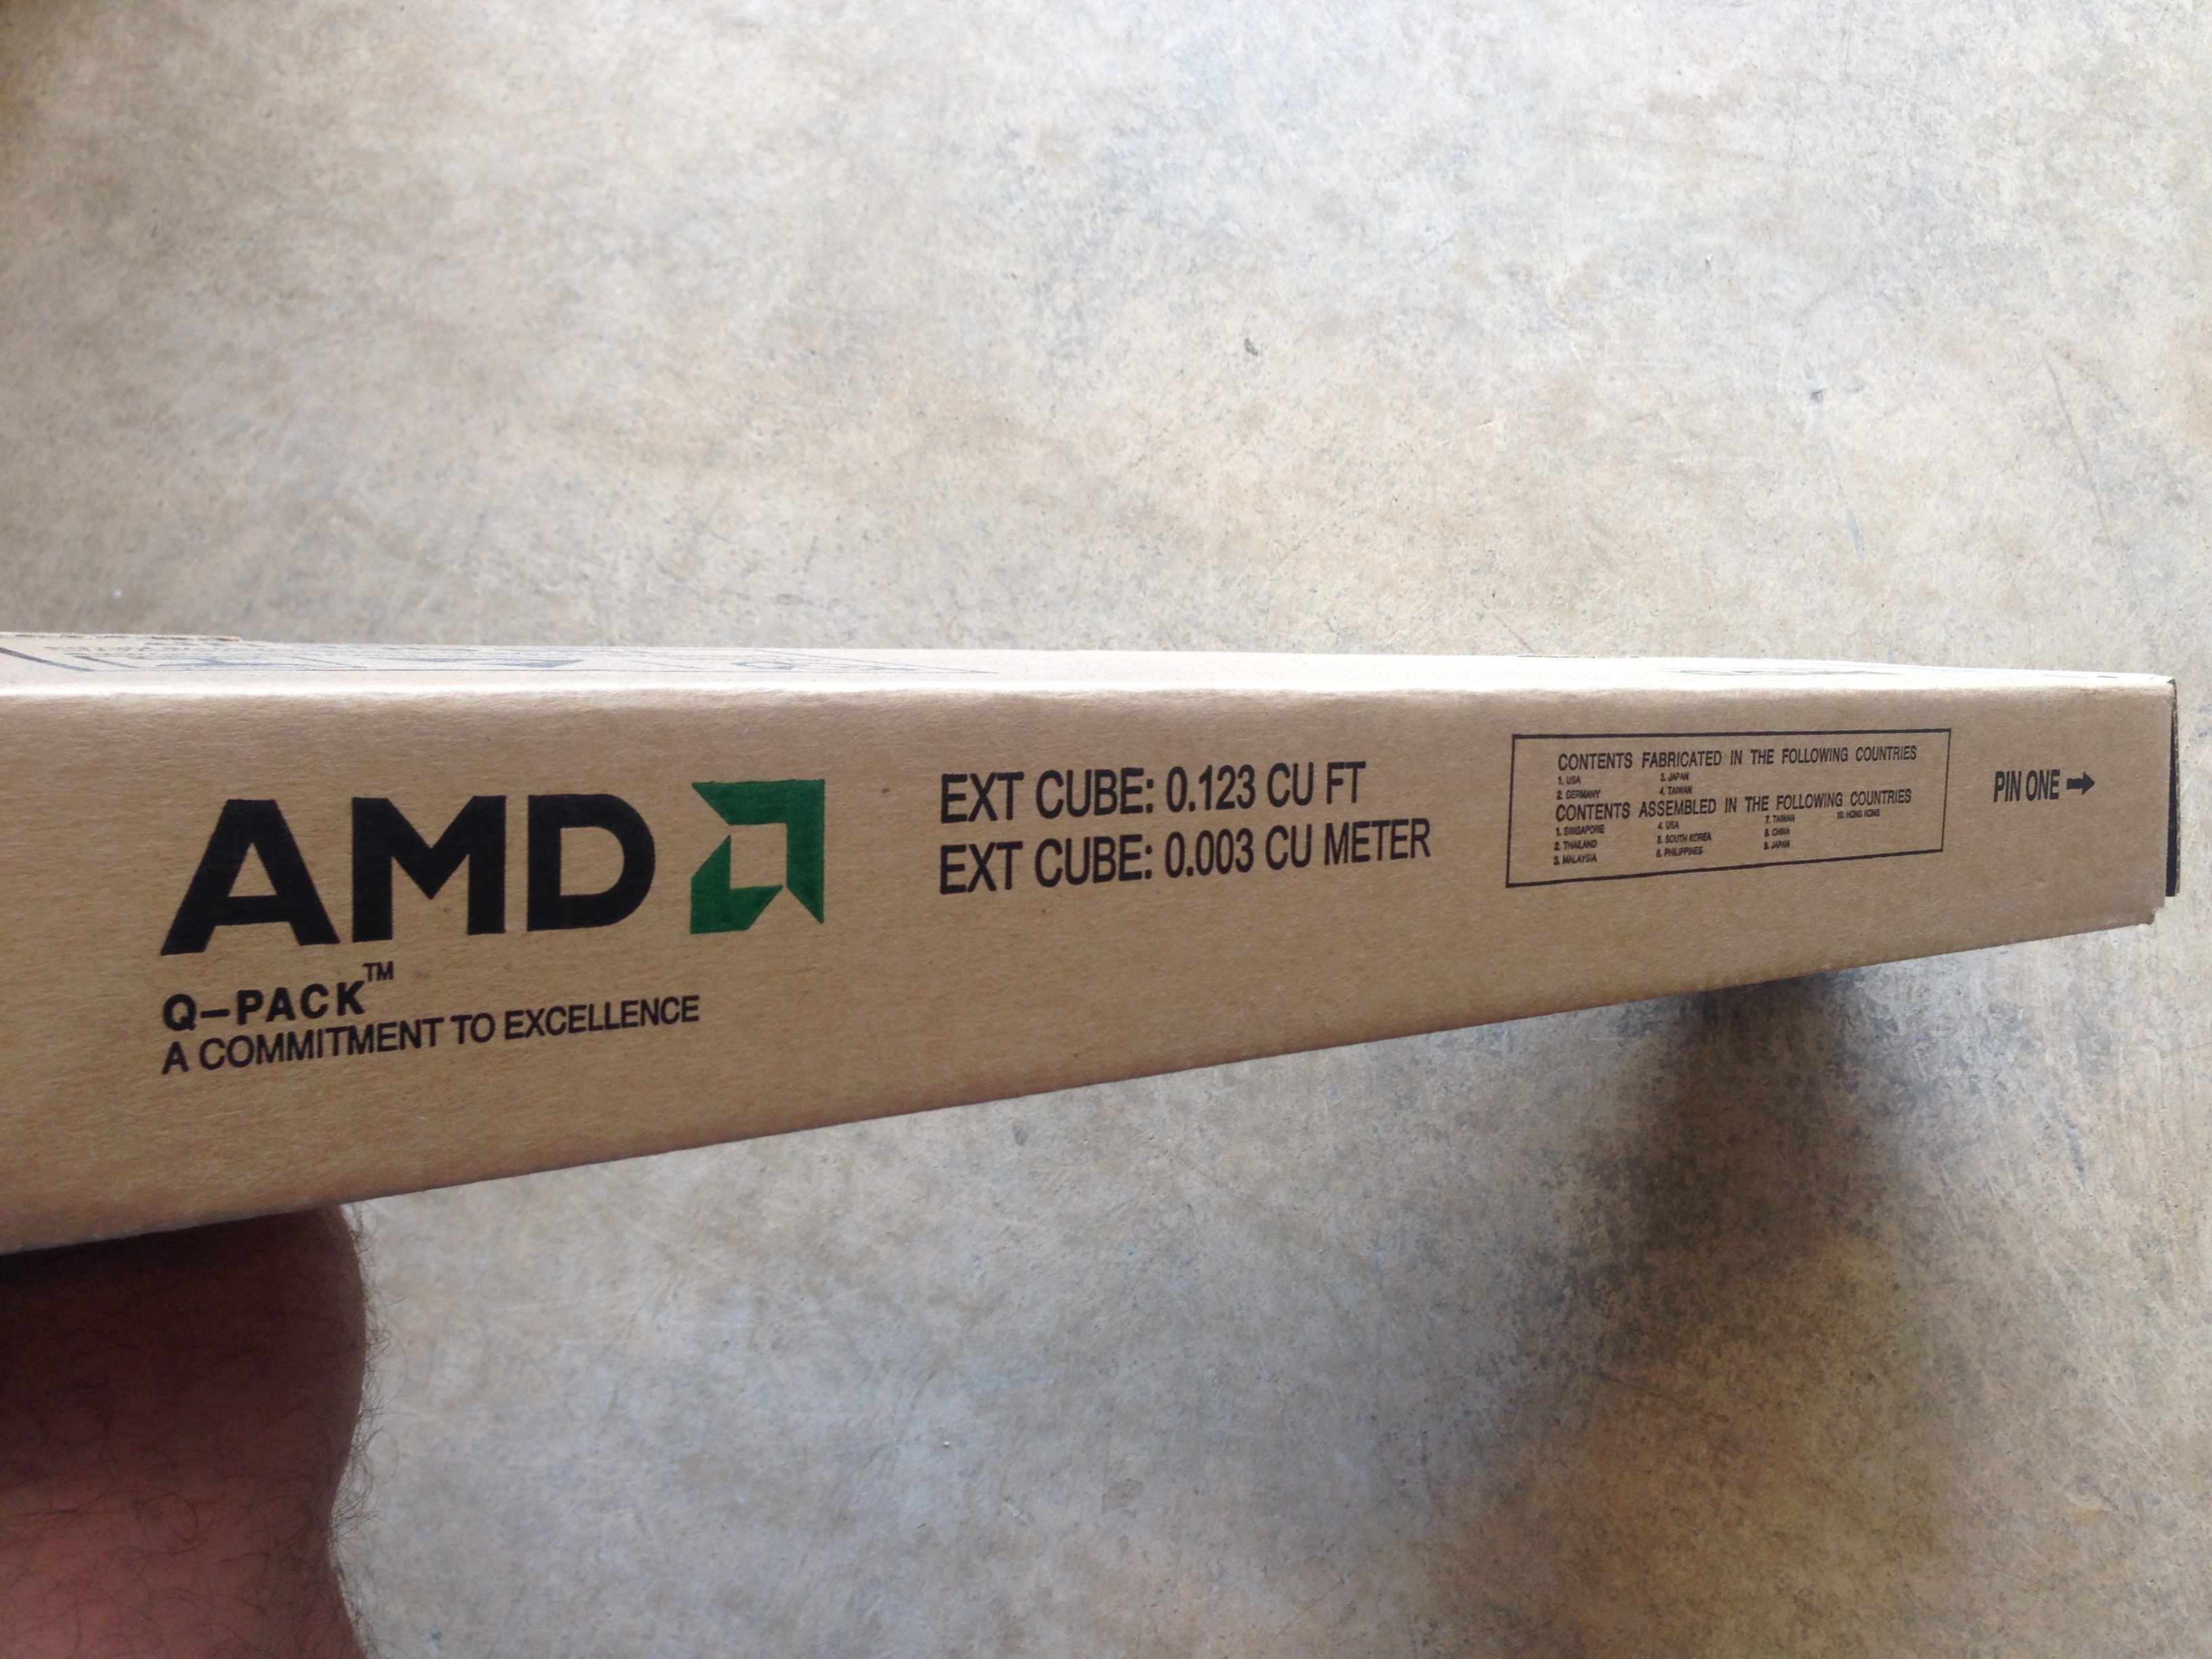 AMD
Q-PACK™
A COMMITMENT TO EXCELLENCE
EXT CUBE: 0.123 CU FT
EXT CUBE: 0.003 CU METER
CONTENTS FABRICATED IN THE FOLLOWING COUNTRIES
1. USA 3. JAPAN
2. GERMANY 4. TAIWAN
CONTENTS ASSEMBLED IN THE FOLLOWING COUNTRIES
1. SINGAPORE 4. USA 7. TAIWAN 10. HONG KONG
2. THAILAND 5. SOUTH KOREA 8. CHINA
3. MALAYSIA 6. PHILIPPINES 9. JAPAN
PIN ONE